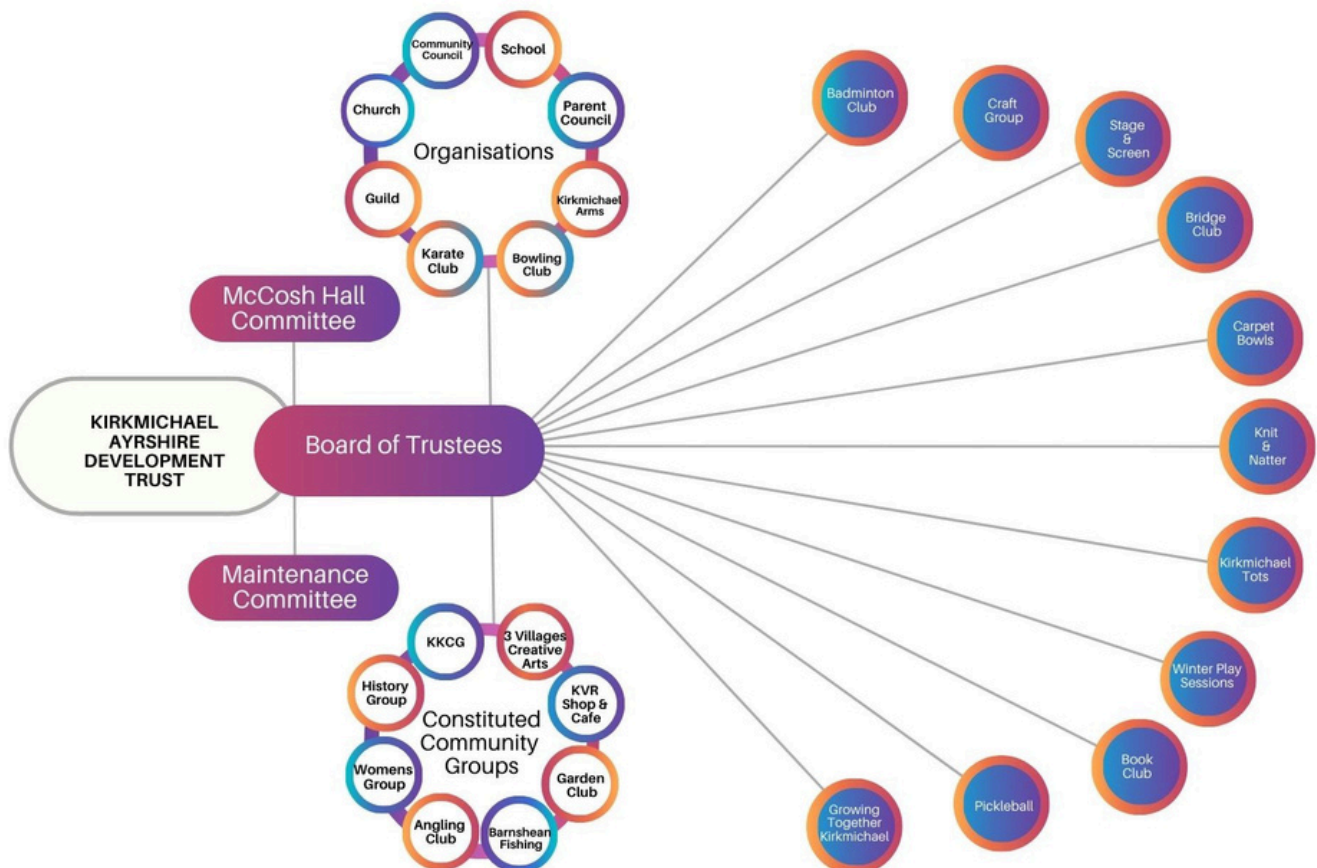 Community
Council
School
Church
Parent
Council
Organisations
Guild
Kirkmichael
Arms
Karate
Club
Bowling
Club
McCosh Hall
Committee
KIRKMICHAEL
AYRSHIRE
DEVELOPMENT
TRUST
Board of Trustees
Maintenance
Committee
KKCG
3 Villages
Creative
Arts
History
Group
KVR
Shop &
Cafe
Constituted
Community
Groups
Womens
Group
Garden
Club
Angling
Club
Barnshean
Fishing
Badminton
Club
Craft
Group
Stage
&
Screen
Bridge
Club
Carpet
Bowls
Knit
&
Natter
Kirkmichael
Tots
Winter Play
Sessions
Book
Club
Pickleball
Growing
Together
Kirkmichael